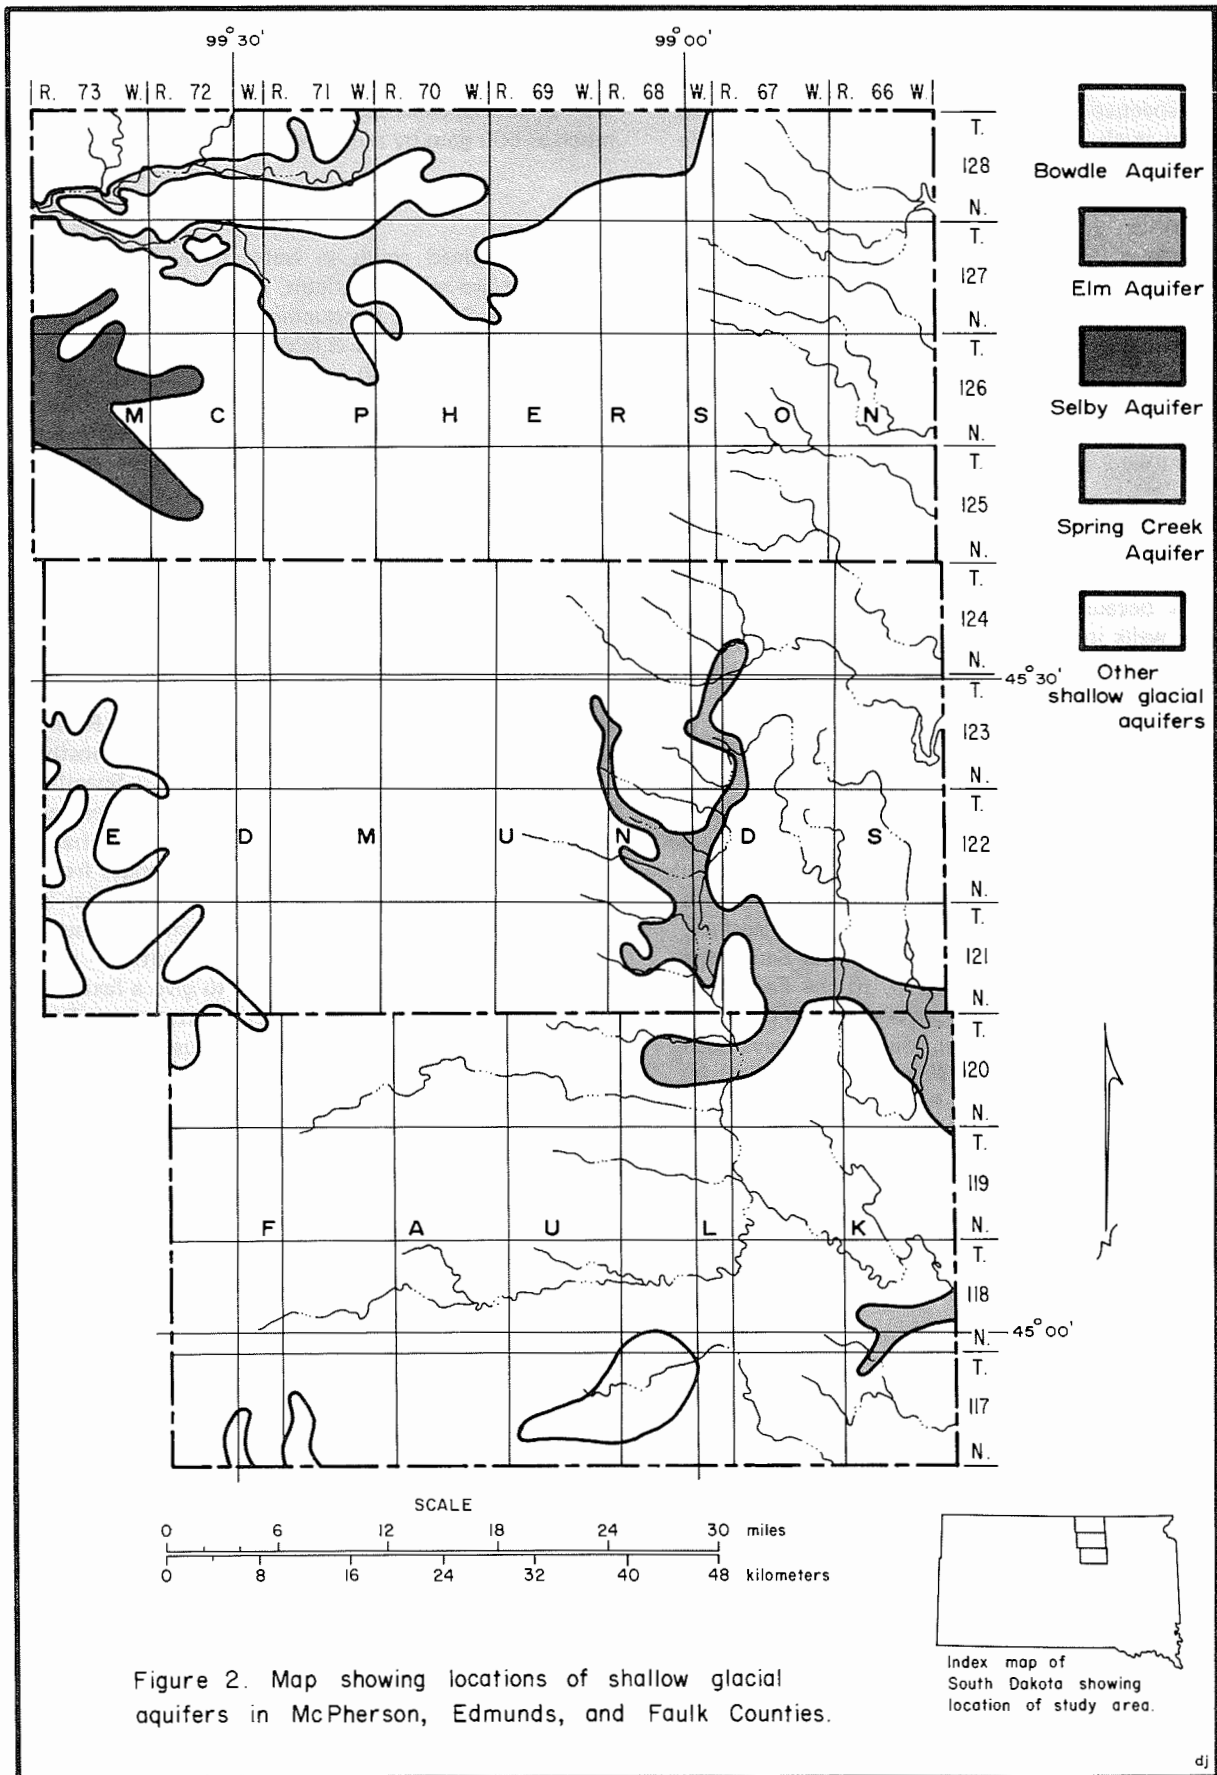 99°30'
99°00'
R. 73 W. R. 72 W. R. 71 W. R. 70 W. R. 69 W. R. 68 W. R. 67 W. R. 66 W.
T.
128
N.
T.
127
N.
T.
126
N.
T.
125
N.
T.
124
N.
T.
123
N.
T.
122
N.
T.
121
N.
T.
120
N.
T.
119
N.
T.
118
N.
T.
117
N.
45°30'
45°00'
MCPHERSON
EDMUNDS
FAULK
Bowdle Aquifer
Elm Aquifer
Selby Aquifer
Spring Creek
Aquifer
Other
shallow glacial
aquifers
SCALE
0 6 12 18 24 30 miles
0 8 16 24 32 40 48 kilometers
Index map of
South Dakota showing
location of study area.
Figure 2. Map showing locations of shallow glacial
aquifers in McPherson, Edmunds, and Faulk Counties.
dj